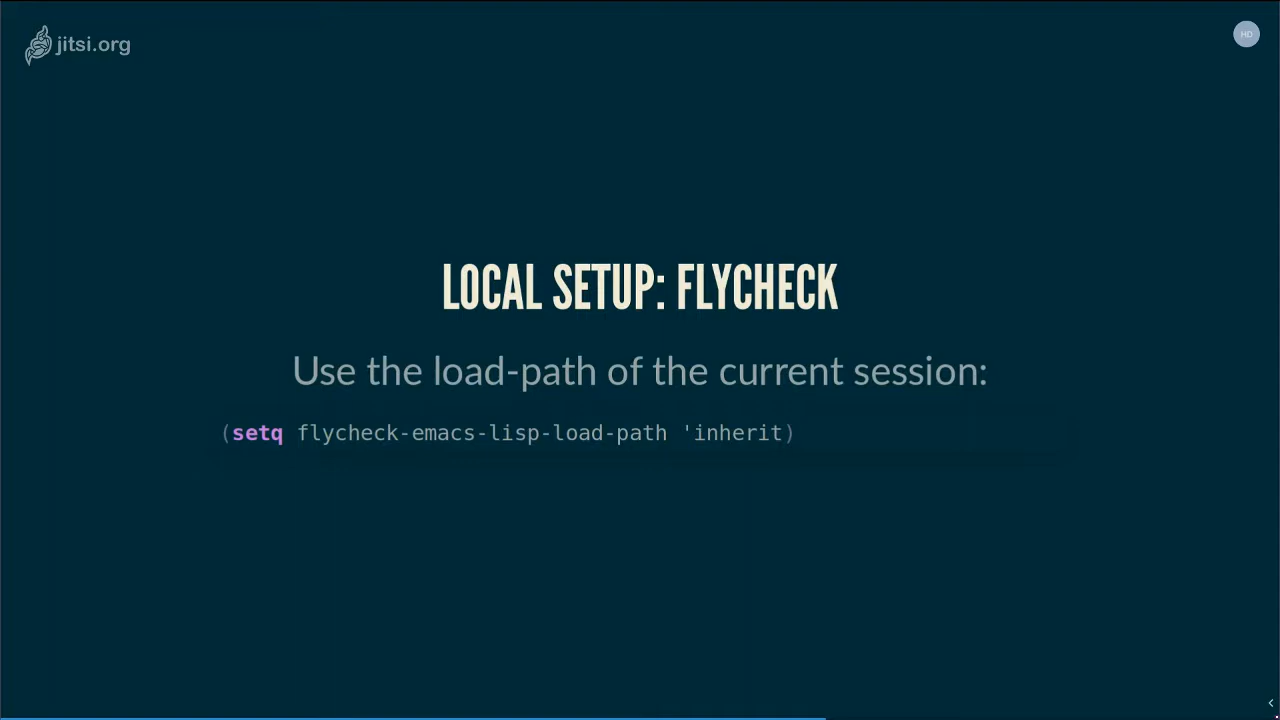 jitsi.org
HD
LOCAL SETUP: FLYCHECK
Use the load-path of the current session:
(setq flycheck-emacs-lisp-load-path 'inherit)